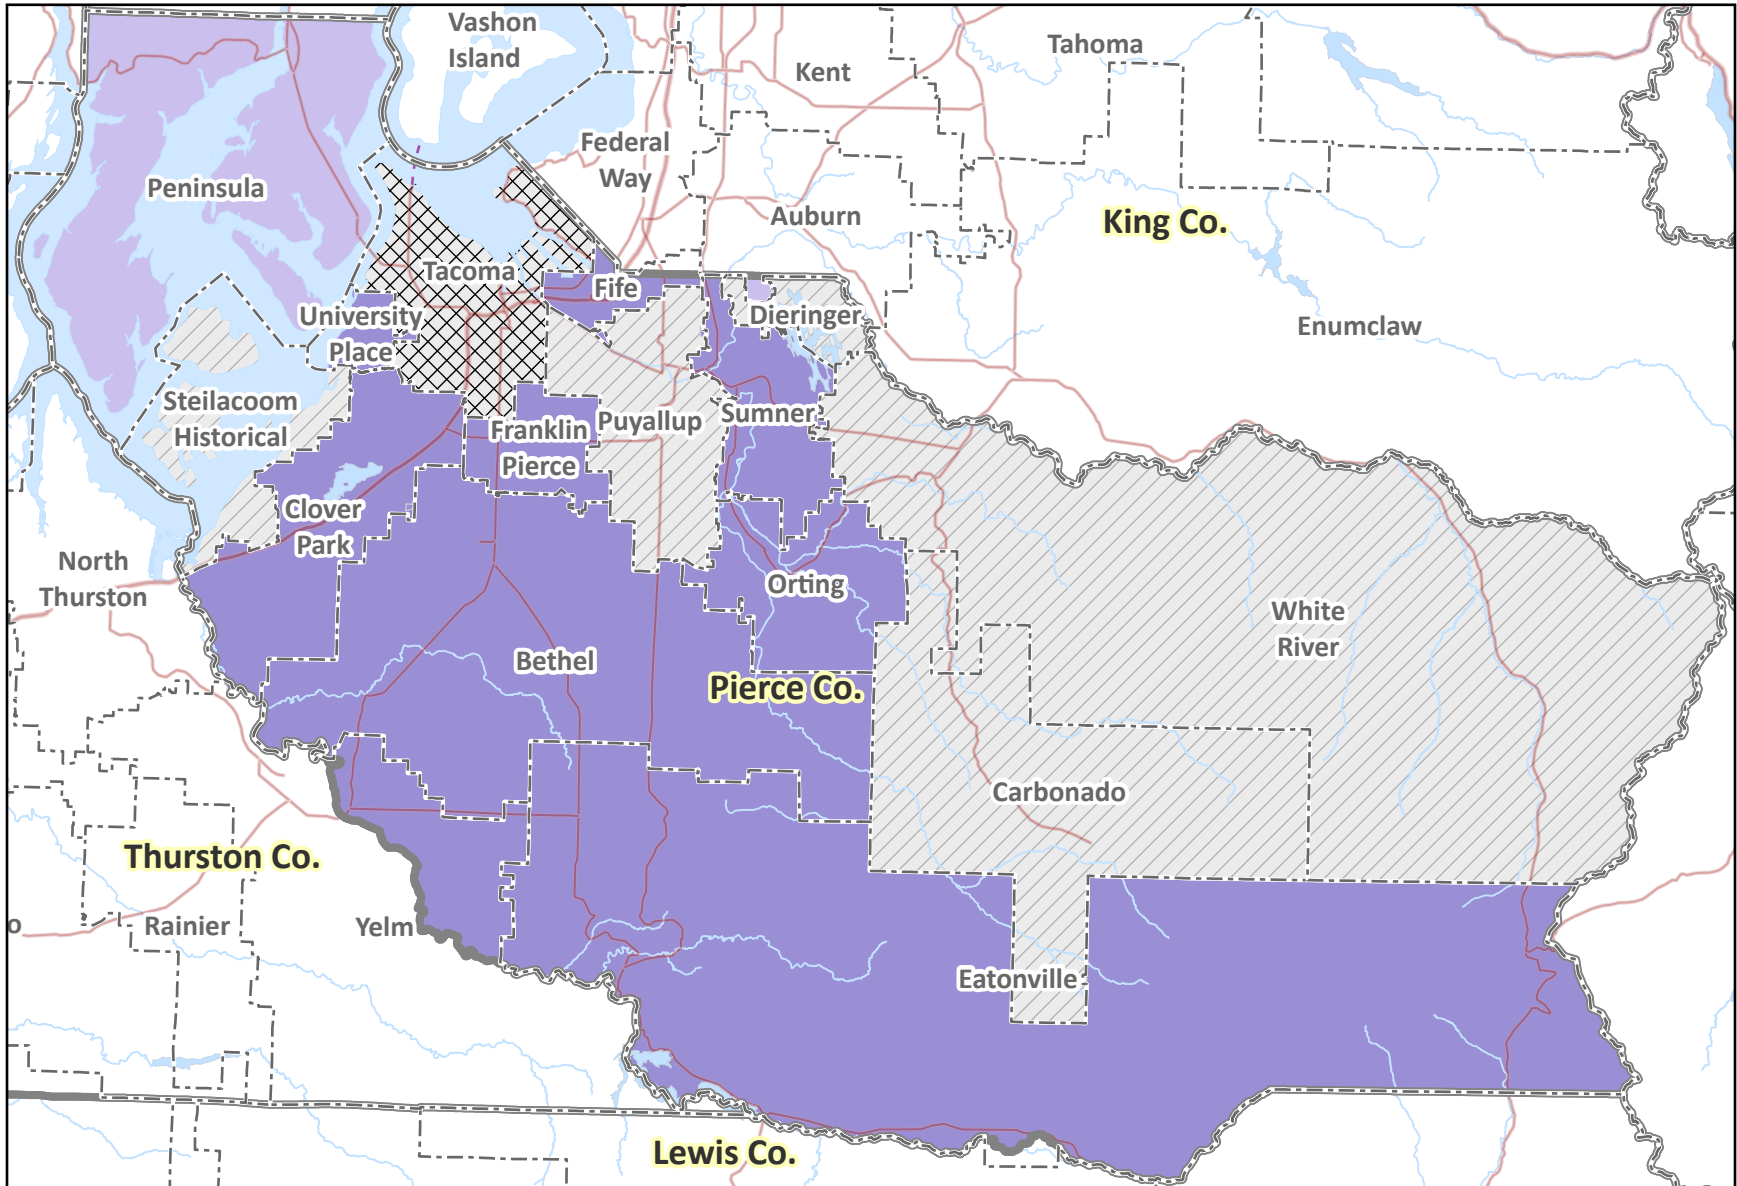 Vashon
Island
Tahoma
Kent
Federal
Way
Peninsula
Auburn
King Co.
Tacoma
Fife
University
Place
Dieringer
Enumclaw
Steilacoom
Historical
Franklin
Pierce
Puyallup
Sumner
Clover
Park
North
Thurston
Orting
White
River
Bethel
Pierce Co.
Carbonado
Thurston Co.
Rainier
Yelm
o
Eatonville
Lewis Co.